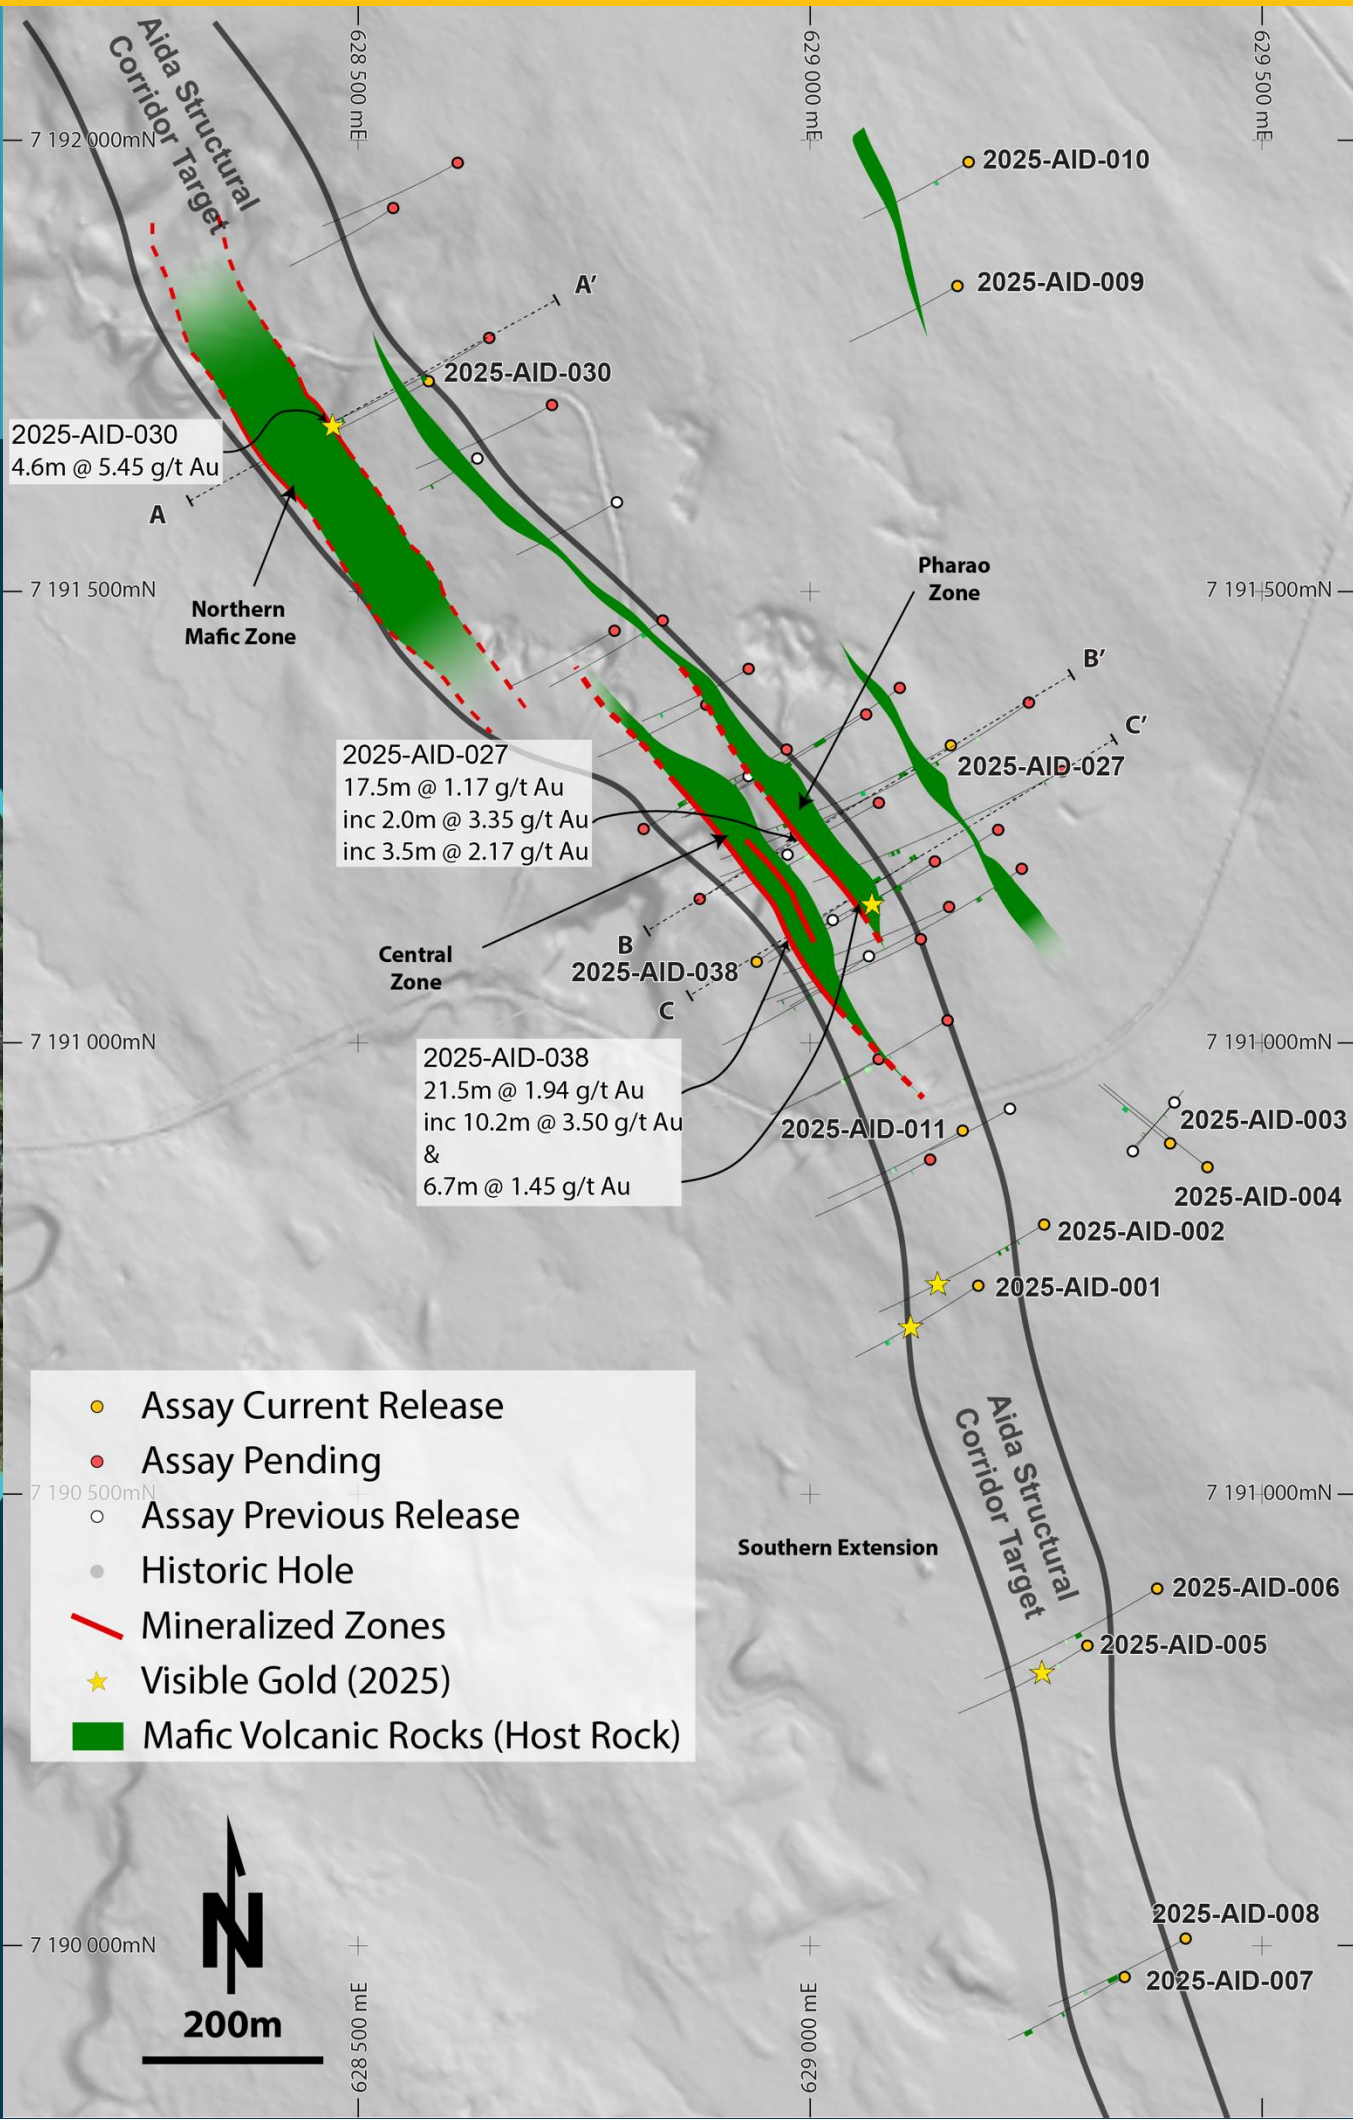 628 500 mE
629 000 mE
629 500 mE
Aida Structural
Corridor Target
7 192 000mN
2025-AID-010
2025-AID-009
A'
2025-AID-030
2025-AID-030
4.6m @ 5.45 g/t Au
A
Pharao
Zone
7 191 500mN
7 191 500mN
Northern
Mafic Zone
B'
C'
2025-AID-027
2025-AID-027
17.5m @ 1.17 g/t Au
inc 2.0m @ 3.35 g/t Au
inc 3.5m @ 2.17 g/t Au
Central
Zone
B
2025-AID-038
C
7 191 000mN
7 191 000mN
2025-AID-038
21.5m @ 1.94 g/t Au
inc 10.2m @ 3.50 g/t Au
&
6.7m @ 1.45 g/t Au
2025-AID-011
2025-AID-003
2025-AID-004
2025-AID-002
2025-AID-001
Assay Current Release
Assay Pending
Assay Previous Release
Historic Hole
Mineralized Zones
Visible Gold (2025)
Mafic Volcanic Rocks (Host Rock)
7 190 500mN
7 191 000mN
Aida Structural
Corridor Target
Southern Extension
2025-AID-006
2025-AID-005
2025-AID-008
2025-AID-007
7 190 000mN
N
200m
628 500 mE
629 000 mE